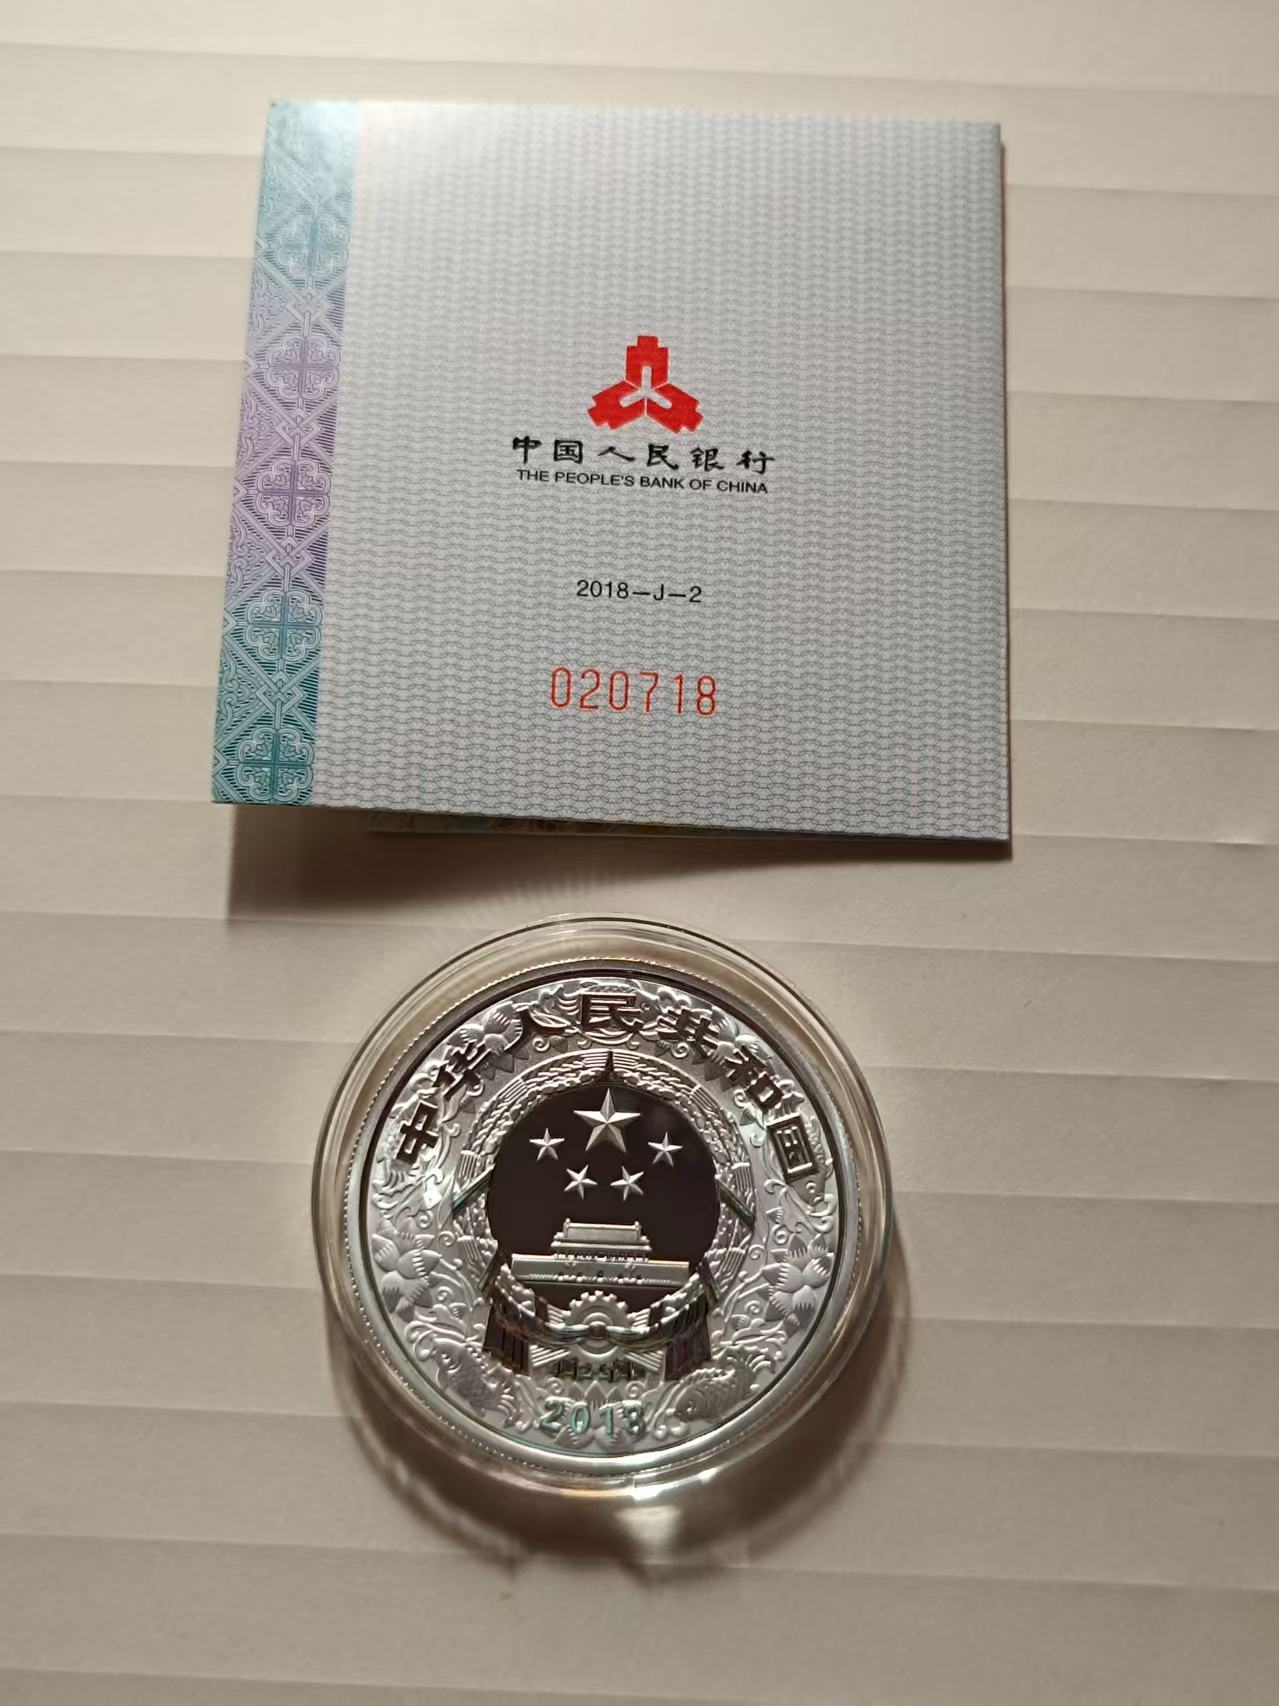 中国人民银行
THE PEOPLE'S BANK OF CHINA
2018—J—2
020718
中华人民共和国
2018